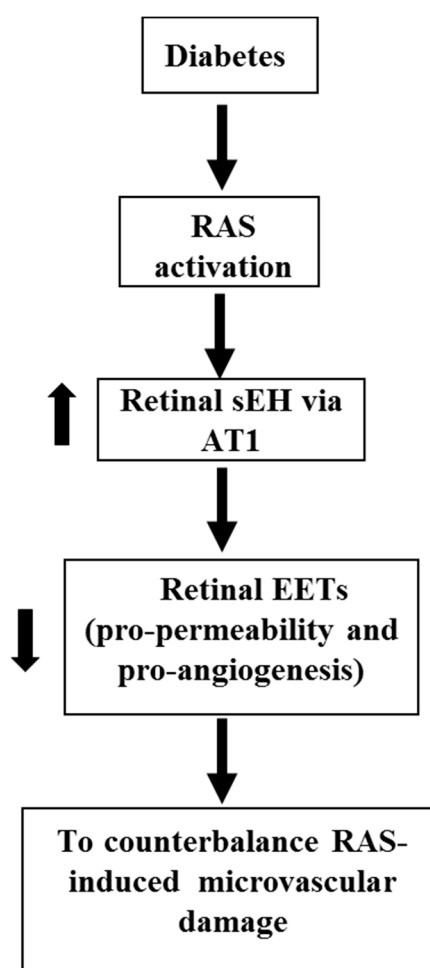 Diabetes
RAS
activation
Retinal sEH via
AT1
Retinal EETs
(pro-permeability and
pro-angiogenesis)
To counterbalance RAS-
induced microvascular
damage